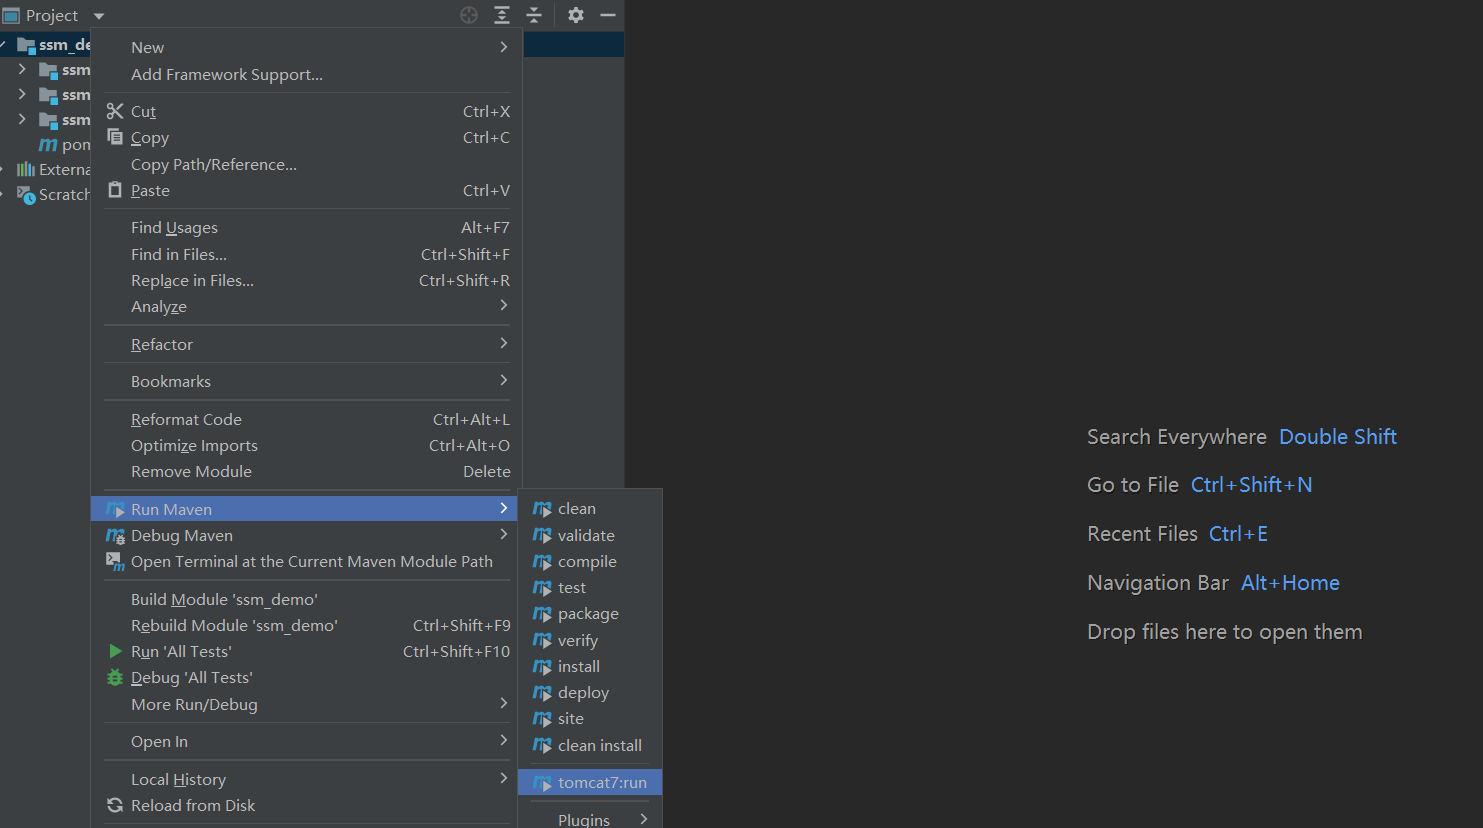 Project
ssm_de
ssm
ssm
ssm
pom
Externa
Scratch
New
Add Framework Support...
Cut Ctrl+X
Copy Ctrl+C
Copy Path/Reference...
Paste Ctrl+V
Find Usages Alt+F7
Find in Files... Ctrl+Shift+F
Replace in Files... Ctrl+Shift+R
Analyze
Refactor
Bookmarks
Reformat Code Ctrl+Alt+L
Optimize Imports Ctrl+Alt+O
Remove Module Delete
Run Maven
Debug Maven
Open Terminal at the Current Maven Module Path
Build Module 'ssm_demo'
Rebuild Module 'ssm_demo' Ctrl+Shift+F9
Run 'All Tests' Ctrl+Shift+F10
Debug 'All Tests'
More Run/Debug
Open In
Local History
Reload from Disk
clean
validate
compile
test
package
verify
install
deploy
site
clean install
tomcat7:run
Plugins
Search Everywhere Double Shift
Go to File Ctrl+Shift+N
Recent Files Ctrl+E
Navigation Bar Alt+Home
Drop files here to open them